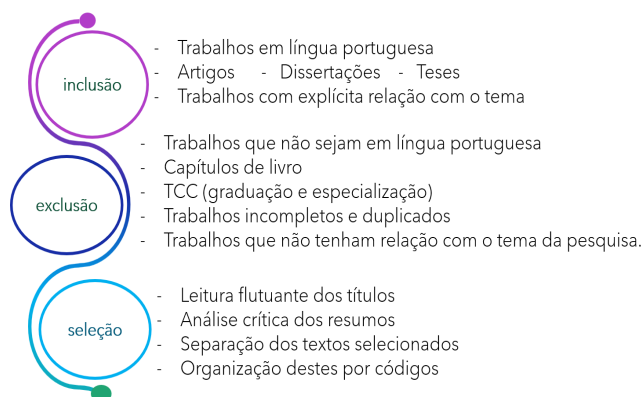 inclusão
- Trabalhos em língua portuguesa
- Artigos - Dissertações - Teses
- Trabalhos com explícita relação com o tema
exclusão
- Trabalhos que não sejam em língua portuguesa
- Capítulos de livro
- TCC (graduação e especialização)
- Trabalhos incompletos e duplicados
- Trabalhos que não tenham relação com o tema da pesquisa.
seleção
- Leitura flutuante dos títulos
- Análise crítica dos resumos
- Separação dos textos selecionados
- Organização destes por códigos